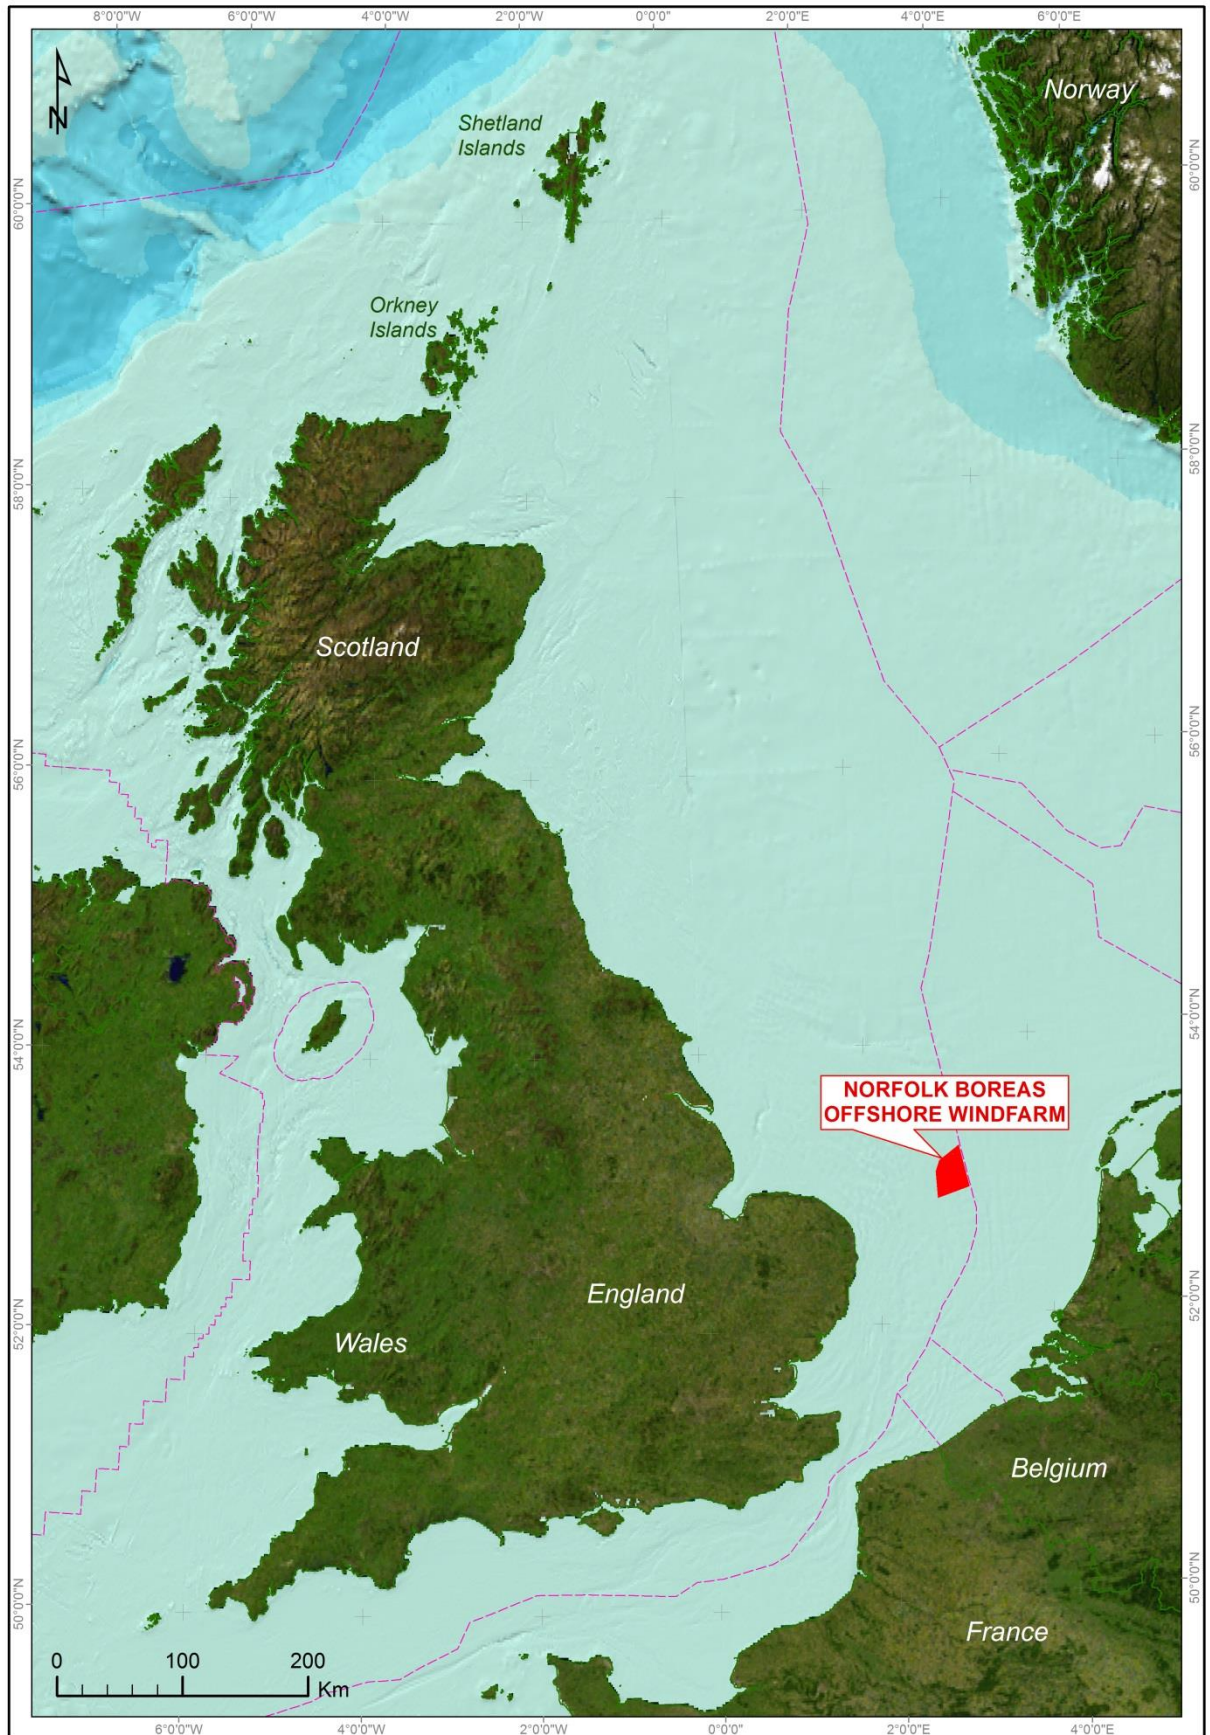 8°0'0"W 6°0'0"W 4°0'0"W 2°0'0"W 0°0'0" 2°0'0"E 4°0'0"E 6°0'0"E
N
Norway
Shetland
Islands
60°0'0"N
60°0'0"N
Orkney
Islands
58°0'0"N
58°0'0"N
Scotland
56°0'0"N
56°0'0"N
54°0'0"N
54°0'0"N
NORFOLK BOREAS
OFFSHORE WINDFARM
England
52°0'0"N
52°0'0"N
Wales
Belgium
50°0'0"N
50°0'0"N
France
0 100 200
Km
6°0'0"W 4°0'0"W 2°0'0"W 0°0'0" 2°0'0"E 4°0'0"E